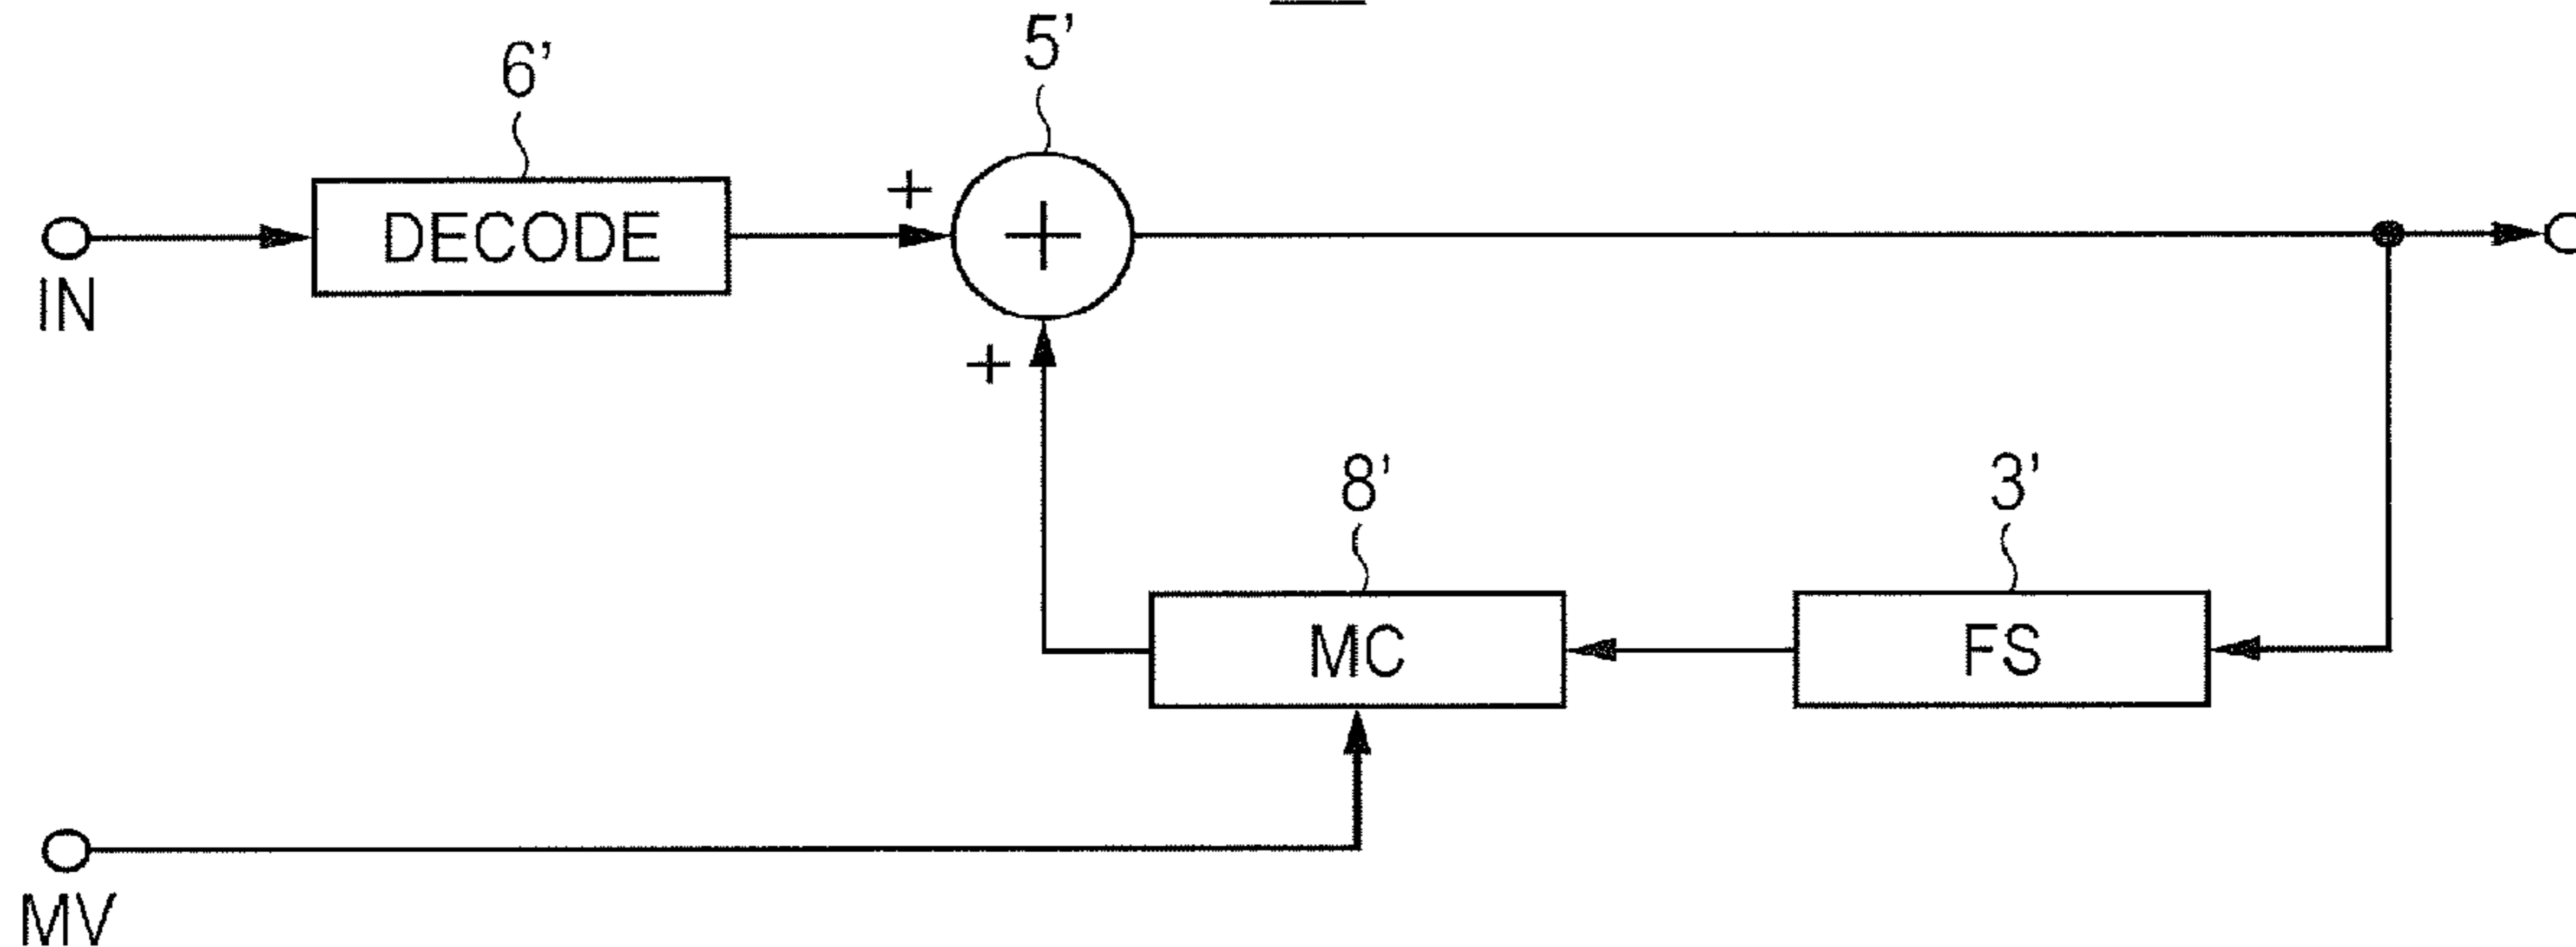 5'
6'
+
DECODE
+
IN
+
8'
3'
MC
FS
MV